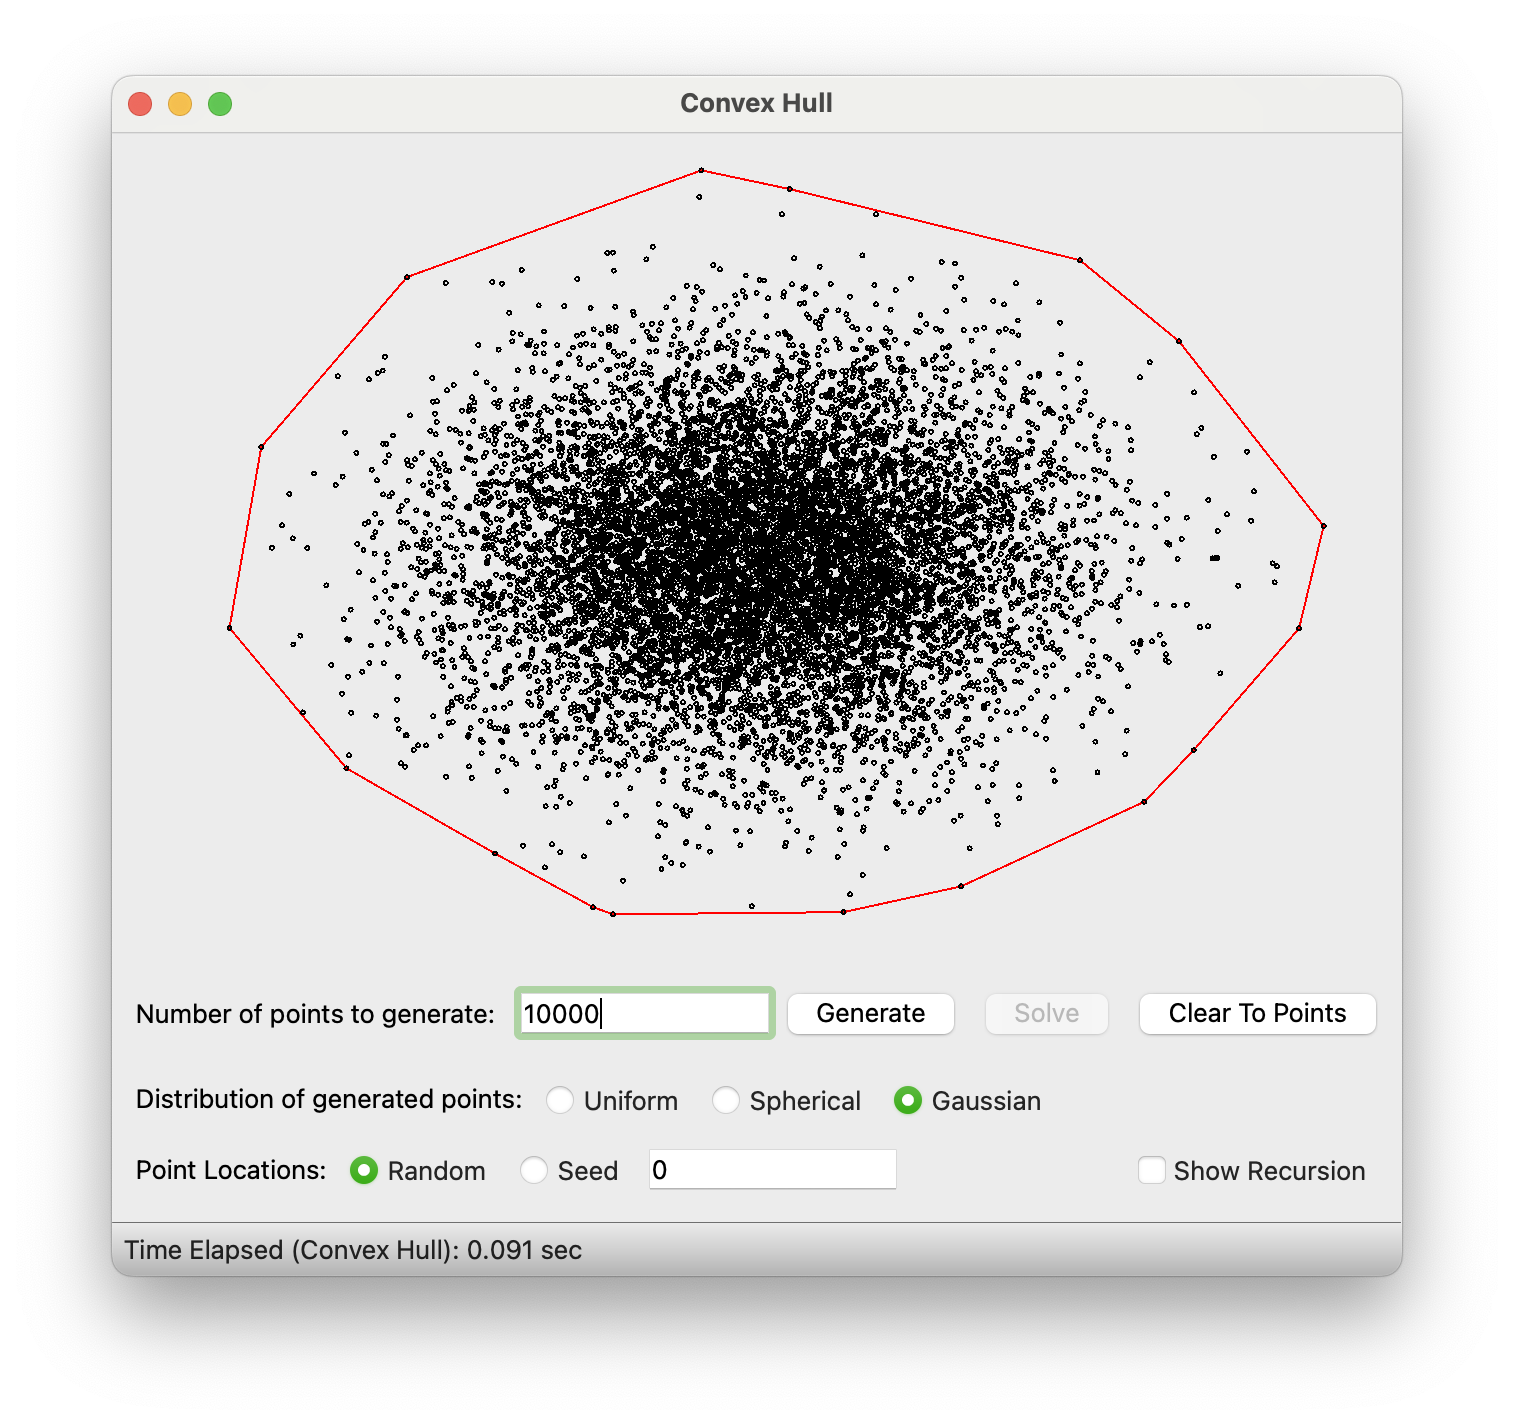 Convex Hull
Number of points to generate: 10000 Generate Solve Clear To Points
Distribution of generated points: Uniform Spherical Gaussian
Point Locations: Random Seed 0 Show Recursion
Time Elapsed (Convex Hull): 0.091 sec